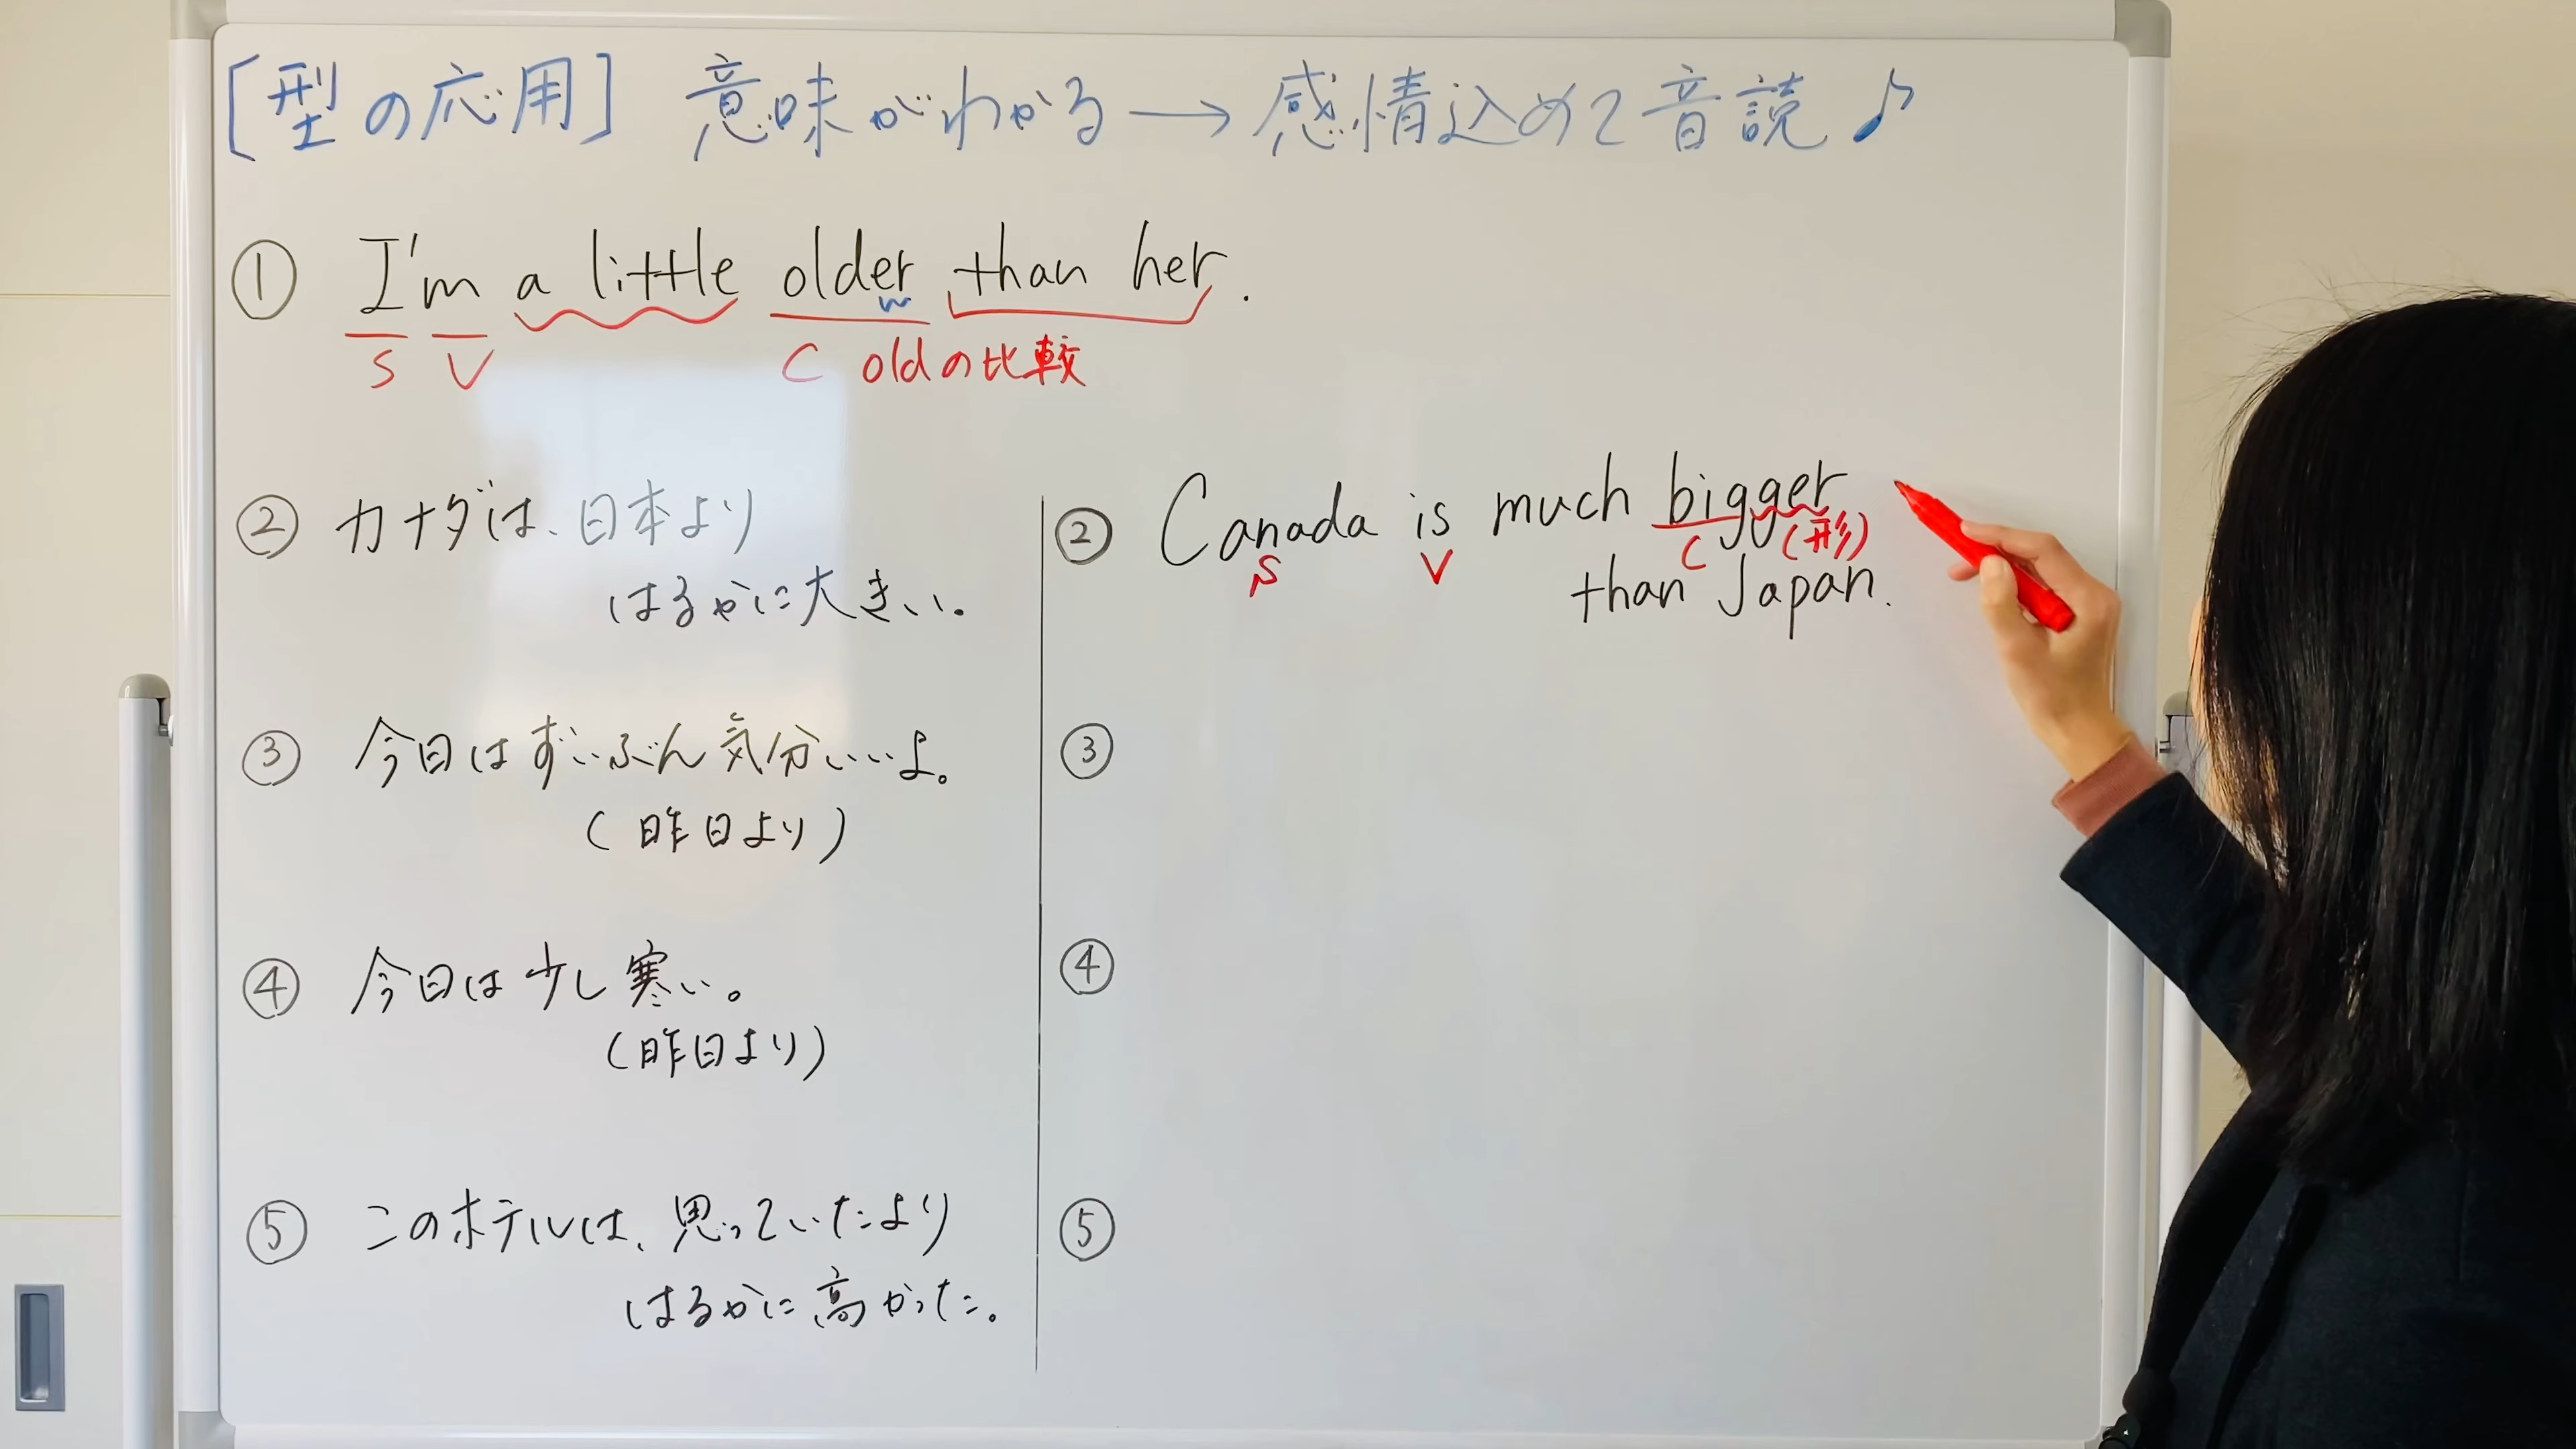 [型の応用] 意味がわかる → 感情込めて音読♪
① I'm a little older than her.
S V C oldの比較
② カナダは、日本より
はるかに大きい。
③ 今日はずいぶん気分いいよ。
(昨日より)
④ 今日は少し寒い。
(昨日より)
⑤ このホテルは、思っていたより
はるかに高かった。
② Canada is much bigger
S V C (形)
than Japan.
③
④
⑤